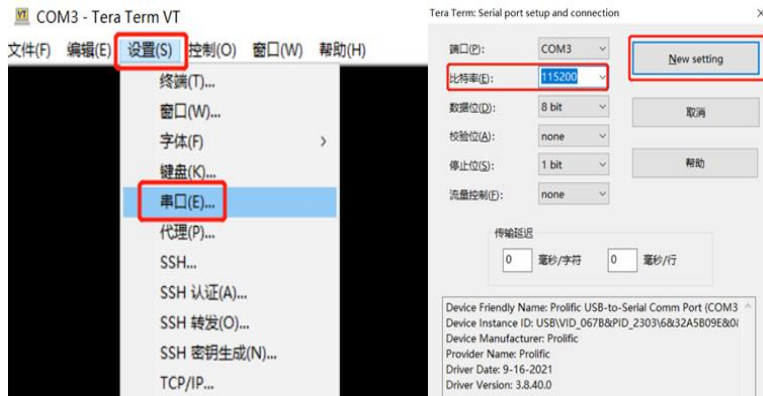 COM3 - Tera Term VT
文件(F) 编辑(E) 设置(S) 控制(O) 窗口(W) 帮助(H)
终端(T)...
窗口(W)...
字体(F)
键盘(K)...
串口(E)...
代理(P)...
SSH...
SSH 认证(A)...
SSH 转发(O)...
SSH 密钥生成(N)...
TCP/IP...
Tera Term: Serial port setup and connection
端口(P): COM3
New setting
比特率(E): 115200
数据位(D): 8 bit
取消
校验位(A): none
停止位(S): 1 bit
帮助
流量控制(F): none
传输延迟
0 毫秒/字符 0 毫秒/行
Device Friendly Name: Prolific USB-to-Serial Comm Port (COM3
Device Instance ID: USB\VID_067B&PID_2303\6&32A5B09E&0&
Device Manufacturer: Prolific
Provider Name: Prolific
Driver Date: 9-16-2021
Driver Version: 3.8.40.0